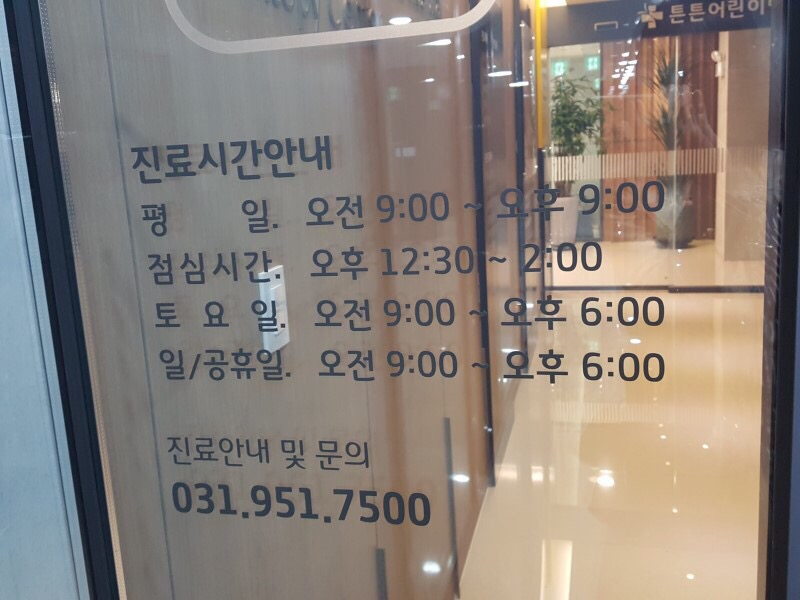 튼튼어린이
진료시간안내
평 일. 오전 9:00 ~ 오후 9:00
점심시간. 오후 12:30 ~ 2:00
토 요 일. 오전 9:00 ~ 오후 6:00
일/공휴일. 오전 9:00 ~ 오후 6:00
진료안내 및 문의
031.951.7500